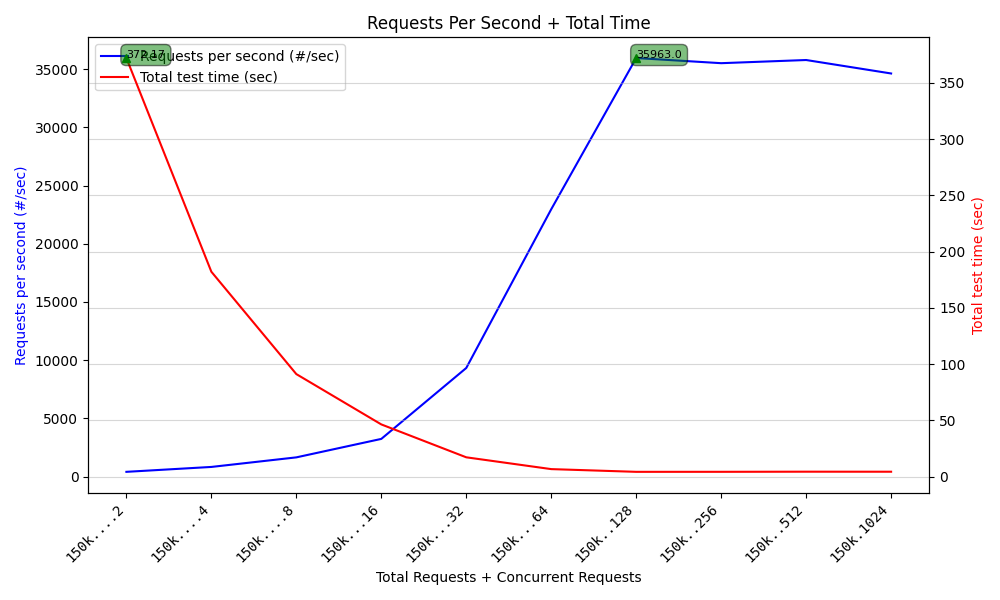 Requests Per Second + Total Time
372.17
35963.0
Requests per second (#/sec)
Total test time (sec)
35000
30000
25000
20000
15000
10000
5000
0
Requests per second (#/sec)
350
300
250
200
150
100
50
0
Total test time (sec)
150k....2
150k....4
150k....8
150k...16
150k...32
150k...64
150k..128
150k..256
150k..512
150k.1024
Total Requests + Concurrent Requests